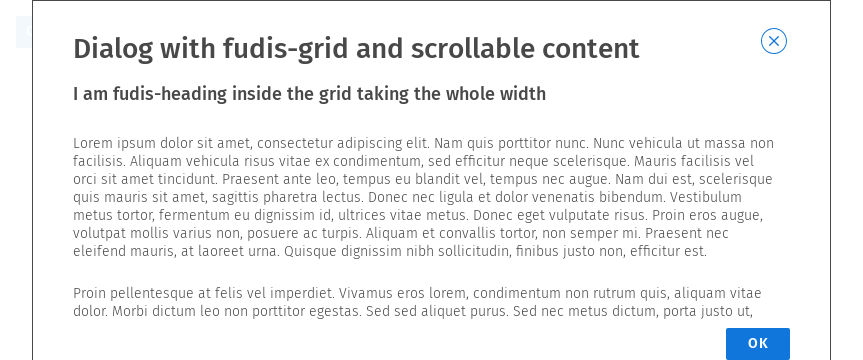 Dialog with fudis-grid and scrollable content
I am fudis-heading inside the grid taking the whole width
Lorem ipsum dolor sit amet, consectetur adipiscing elit. Nam quis porttitor nunc. Nunc vehicula ut massa non
facilisis. Aliquam vehicula risus vitae ex condimentum, sed efficitur neque scelerisque. Mauris facilisis vel
orci sit amet tincidunt. Praesent ante leo, tempus eu blandit vel, tempus nec augue. Nam dui est, scelerisque
quis mauris sit amet, sagittis pharetra lectus. Donec nec ligula et dolor venenatis bibendum. Vestibulum
metus tortor, fermentum eu dignissim id, ultrices vitae metus. Donec eget vulputate risus. Proin eros augue,
volutpat mollis varius non, posuere ac turpis. Aliquam et convallis tortor, non semper mi. Praesent nec
eleifend mauris, at laoreet urna. Quisque dignissim nibh sollicitudin, finibus justo non, efficitur est.
Proin pellentesque at felis vel imperdiet. Vivamus eros lorem, condimentum non rutrum quis, aliquam vitae
dolor. Morbi dictum leo non porttitor egestas. Sed sed aliquet purus. Sed nec metus dictum, porta justo ut,
OK